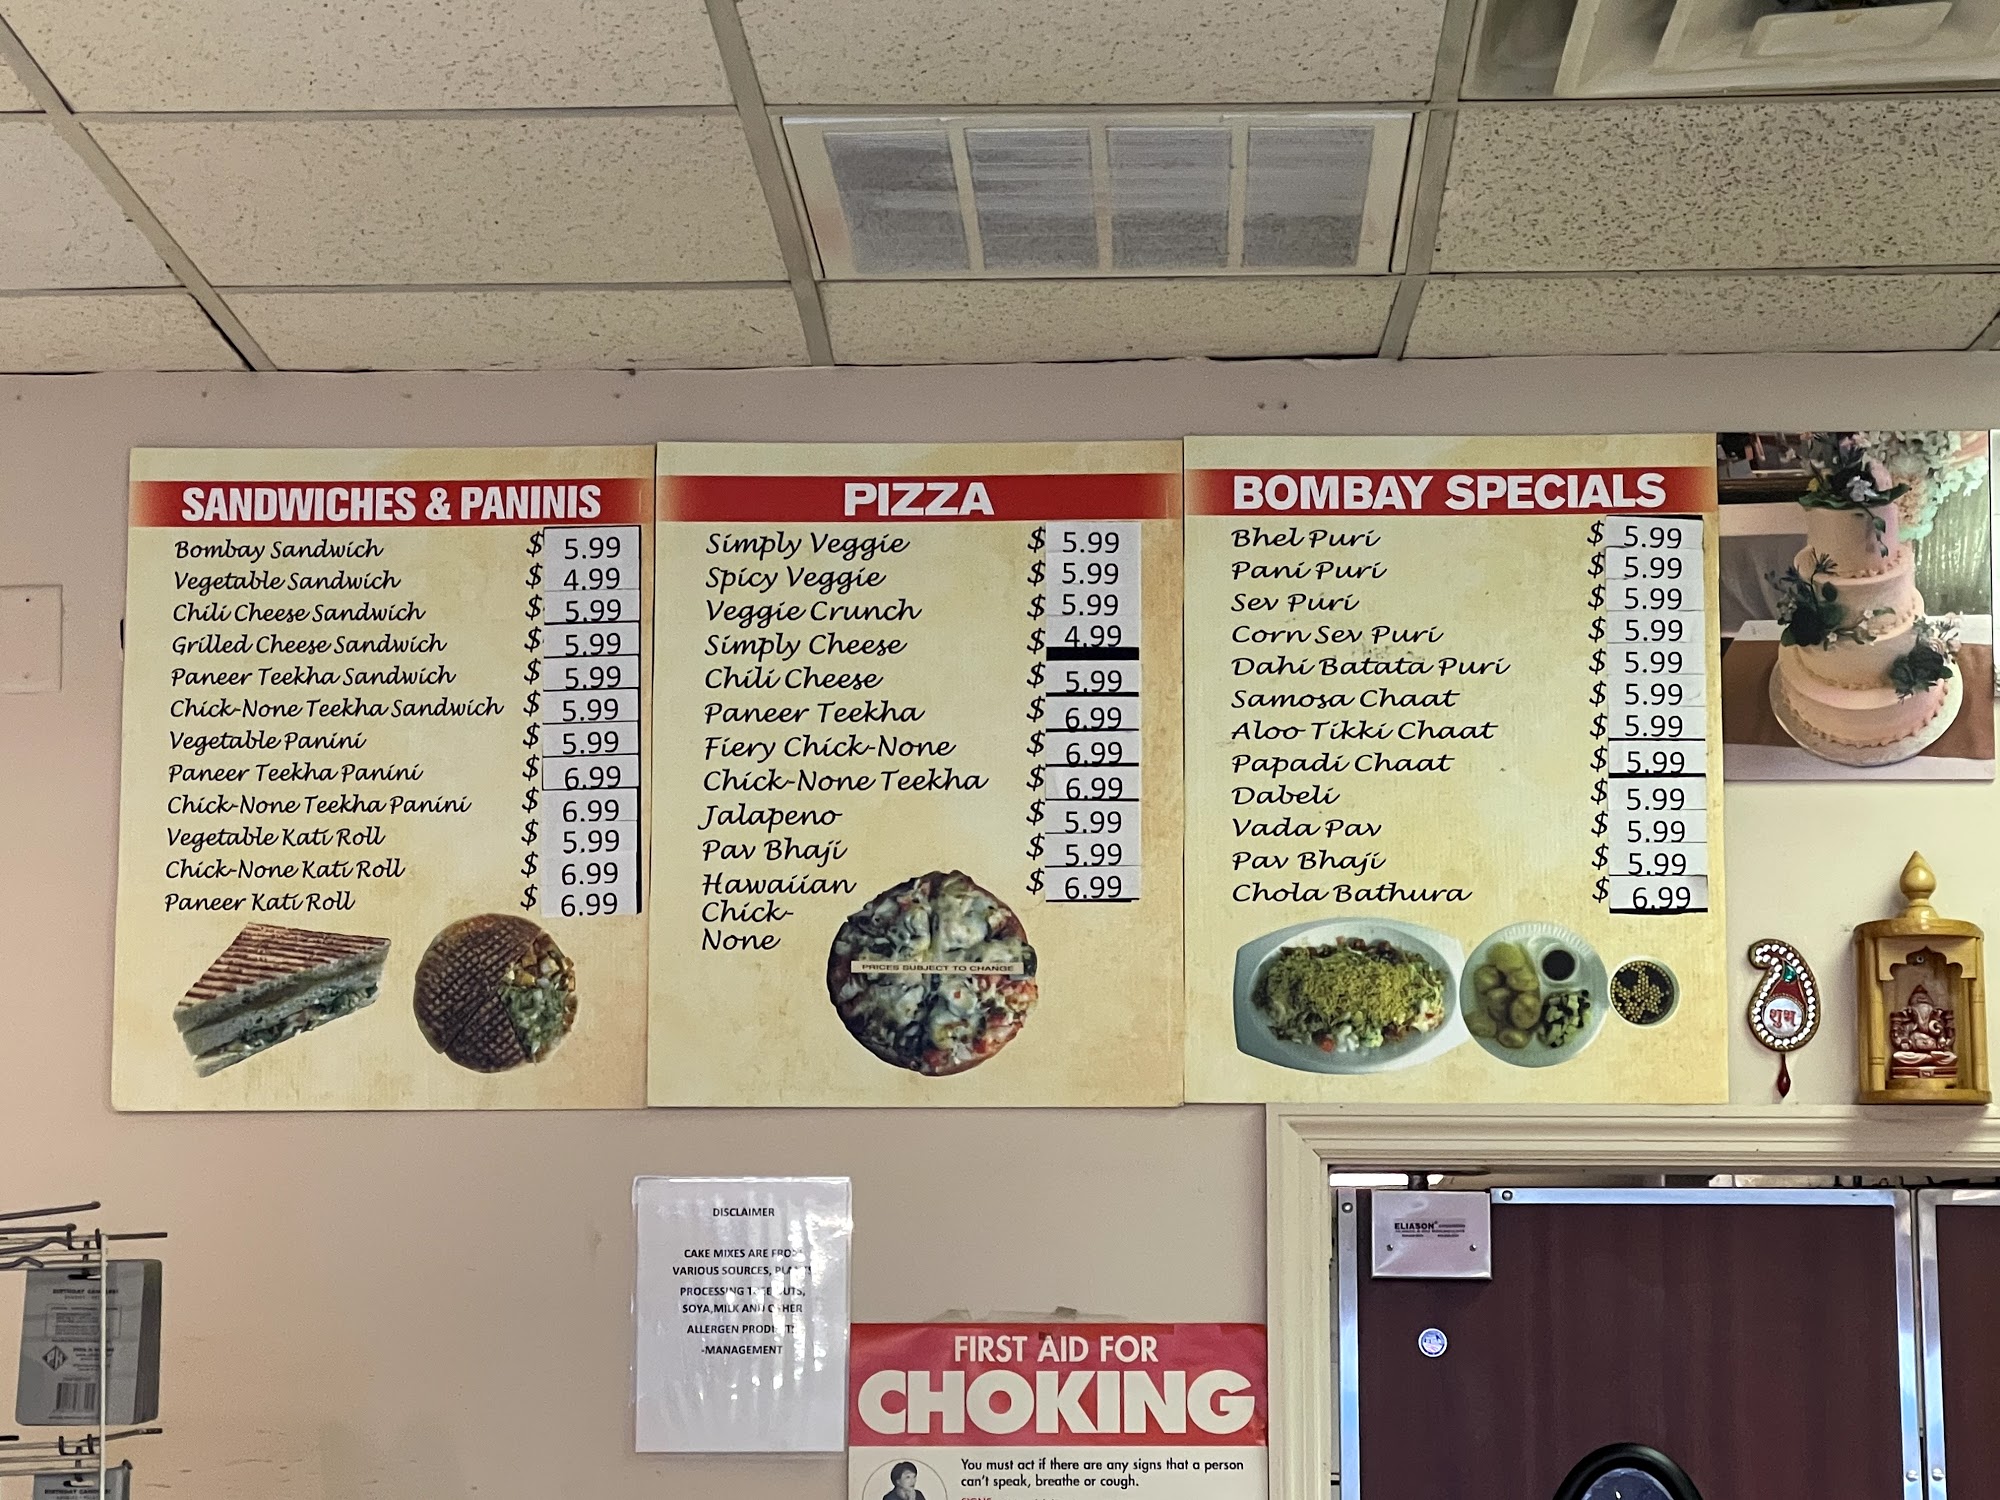 SANDWICHES & PANINIS
Bombay Sandwich $ 5.99
Vegetable Sandwich $ 4.99
Chili Cheese Sandwich $ 5.99
Grilled Cheese Sandwich $ 5.99
Paneer Teekha Sandwich $ 5.99
Chick-None Teekha Sandwich $ 5.99
Vegetable Panini $ 5.99
Paneer Teekha Panini $ 6.99
Chick-None Teekha Panini $ 6.99
Vegetable Kati Roll $ 5.99
Chick-None Kati Roll $ 6.99
Paneer Kati Roll $ 6.99
PIZZA
Simply Veggie $ 5.99
Spicy Veggie $ 5.99
Veggie Crunch $ 5.99
Simply Cheese $ 4.99
Chili Cheese $ 5.99
Paneer Teekha $ 6.99
Fiery Chick-None $ 6.99
Chick-None Teekha $ 6.99
Jalapeno $ 5.99
Pav Bhaji $ 5.99
Hawaiian $ 6.99
Chick-
None
PRICES SUBJECT TO CHANGE
BOMBAY SPECIALS
Bhel Puri $ 5.99
Pani Puri $ 5.99
Sev Puri $ 5.99
Corn Sev Puri $ 5.99
Dahi Batata Puri $ 5.99
Samosa Chaat $ 5.99
Aloo Tikki Chaat $ 5.99
Papadi Chaat $ 5.99
Dabeli $ 5.99
Vada Pav $ 5.99
Pav Bhaji $ 5.99
Chola Bathura $ 6.99
शुभ
DISCLAIMER
CAKE MIXES ARE FROM
VARIOUS SOURCES, PLANTS
PROCESSING
SOYA,MILK AND OTHER
ALLERGEN PRODUCTS
-MANAGEMENT
FIRST AID FOR
CHOKING
You must act if there are any signs that a person
can't speak, breathe or cough.
ELIASON